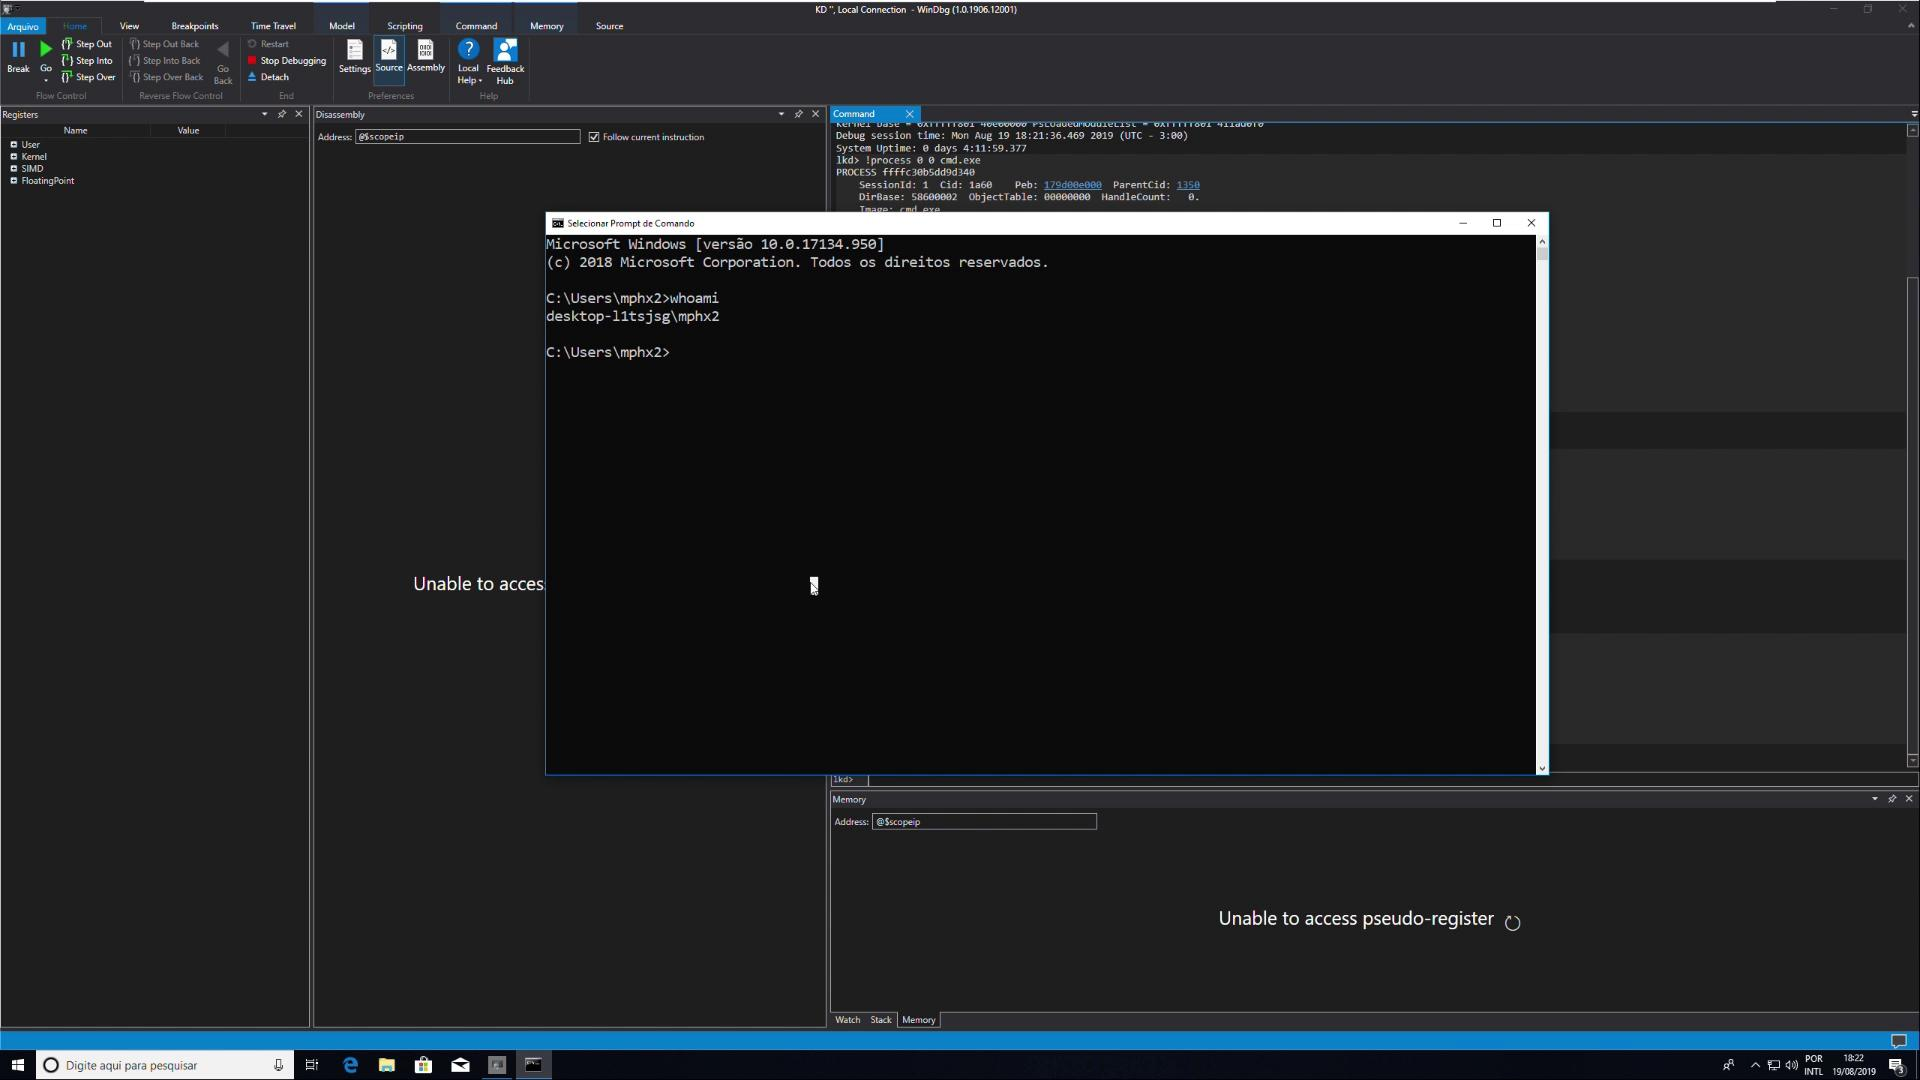 KD '', Local Connection - WinDbg (1.0.1906.12001)
Arquivo Home View Breakpoints Time Travel Model Scripting Command Memory Source
Break
Go
Step Out
Step Into
Step Over
Flow Control
Step Out Back
Step Into Back
Step Over Back
Go
Back
Reverse Flow Control
Restart
Stop Debugging
Detach
End
Settings Source Assembly
Preferences
Local
Help
Feedback
Hub
Help
Registers
Name Value
User
Kernel
SIMD
FloatingPoint
Disassembly
Address: @$scopeip Follow current instruction
Unable to acces
Command
Debug session time: Mon Aug 19 18:21:36.469 2019 (UTC - 3:00)
System Uptime: 0 days 4:11:59.377
lkd> !process 0 0 cmd.exe
PROCESS ffffc30b5dd9d340
SessionId: 1 Cid: 1a60 Peb: 179d00e000 ParentCid: 1350
DirBase: 58600002 ObjectTable: 00000000 HandleCount: 0.
Image: cmd.exe
Selecionar Prompt de Comando
Microsoft Windows [versão 10.0.17134.950]
(c) 2018 Microsoft Corporation. Todos os direitos reservados.
C:\Users\mphx2>whoami
desktop-l1tsjsg\mphx2
C:\Users\mphx2>
lkd>
Memory
Address: @$scopeip
Unable to access pseudo-register
Watch Stack Memory
Digite aqui para pesquisar
POR
INTL
18:22
19/08/2019
3